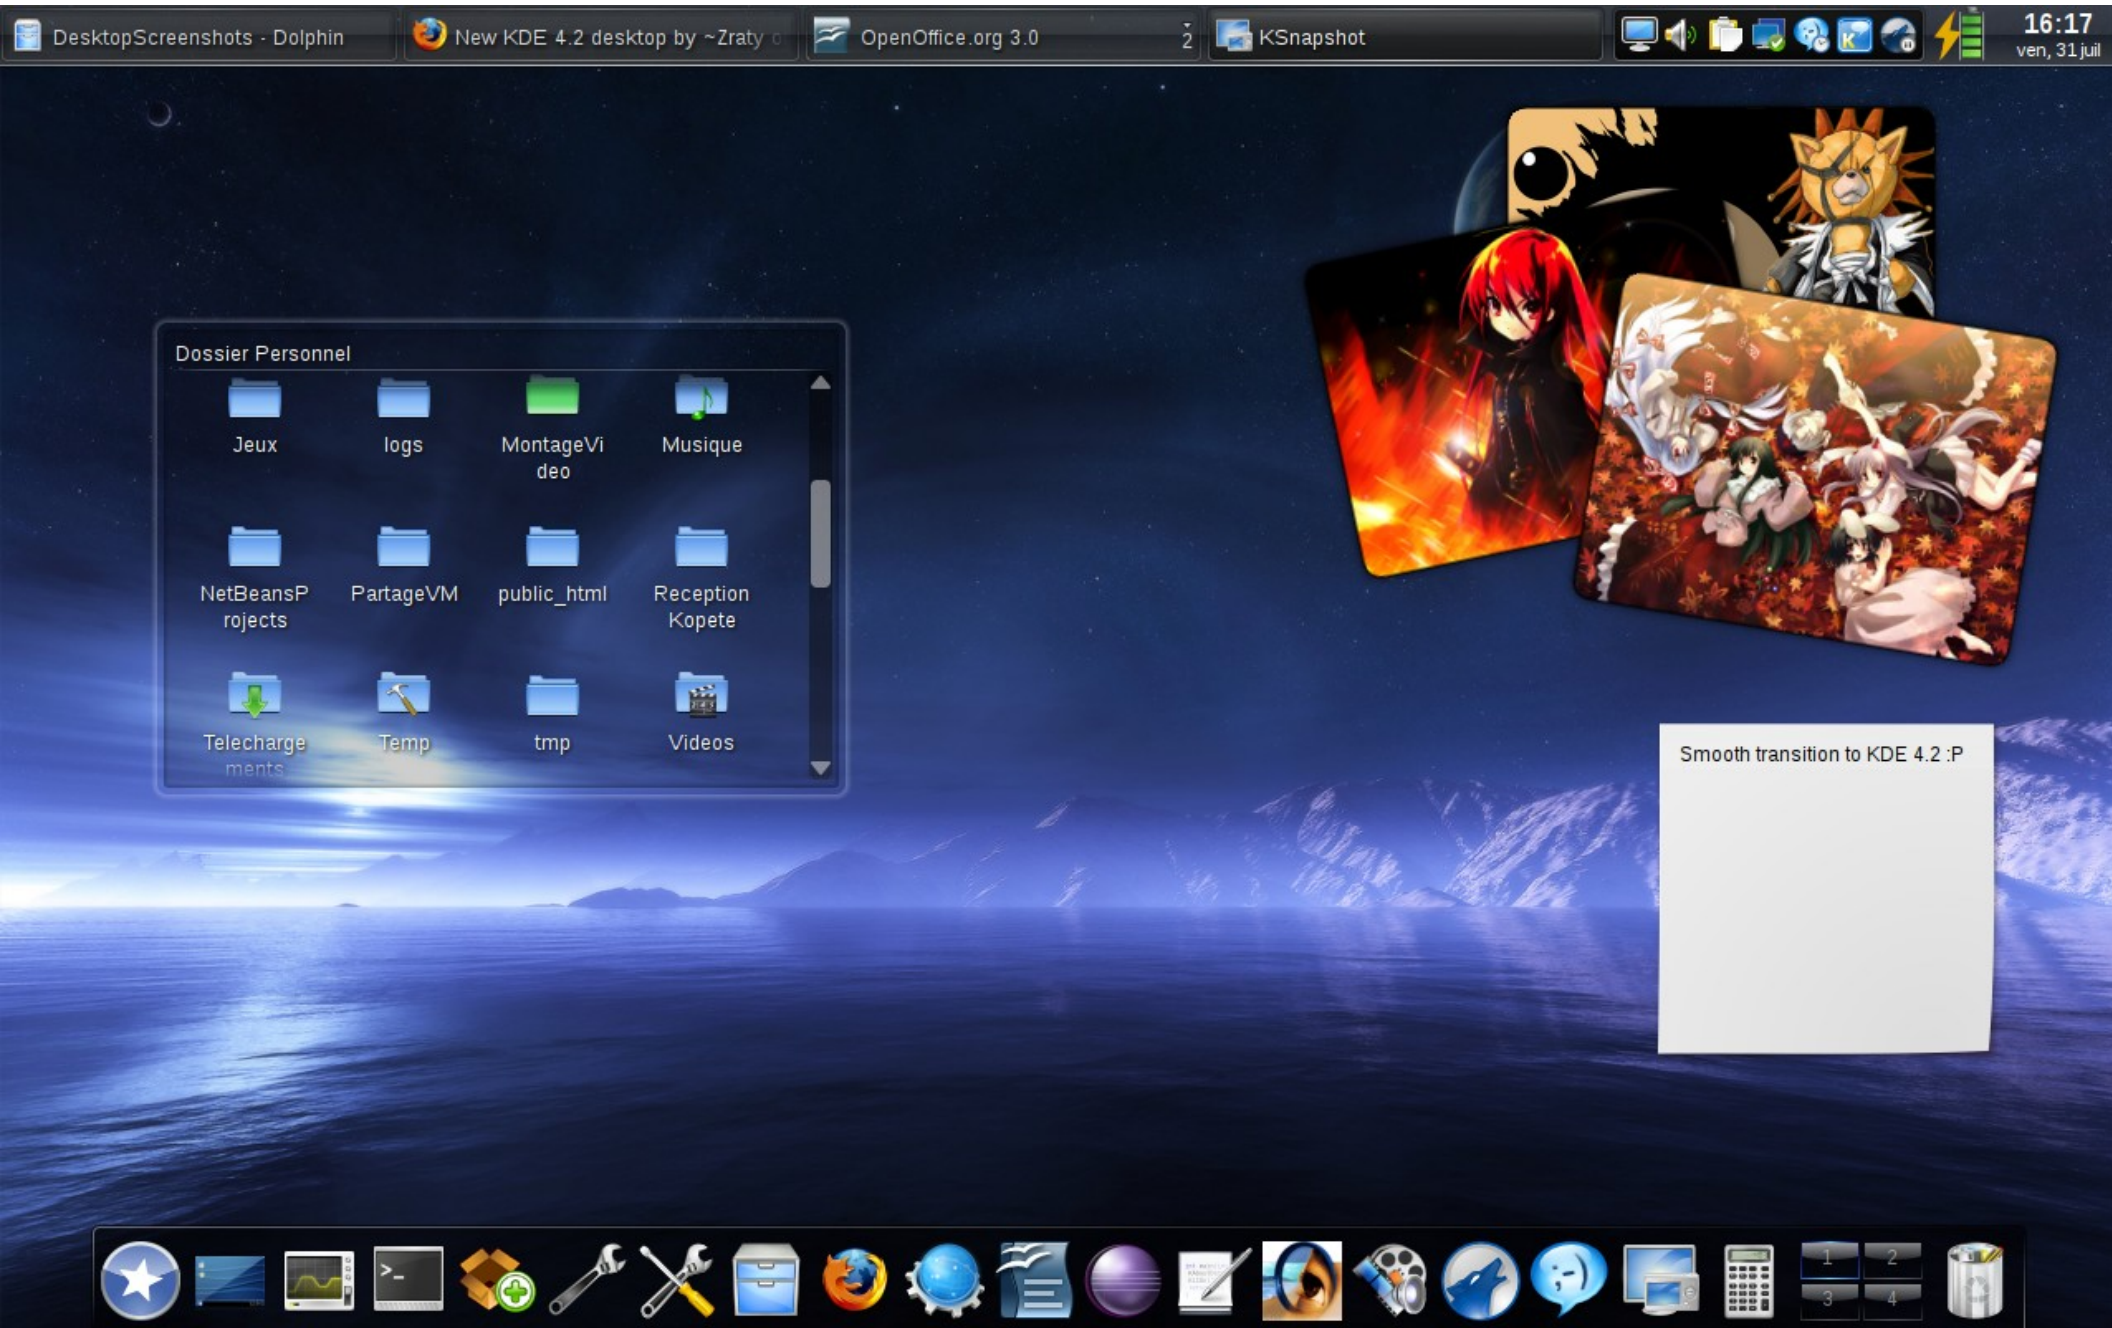 DesktopScreenshots - Dolphin
New KDE 4.2 desktop by ~Zraty
OpenOffice.org 3.0
2
KSnapshot
16:17
ven, 31 juil
Dossier Personnel
Jeux
logs
MontageVi
deo
Musique
NetBeansP
rojects
PartageVM
public_html
Reception
Kopete
Telecharge
ments
Temp
tmp
Videos
Smooth transition to KDE 4.2 :P
>_
1
2
3
4